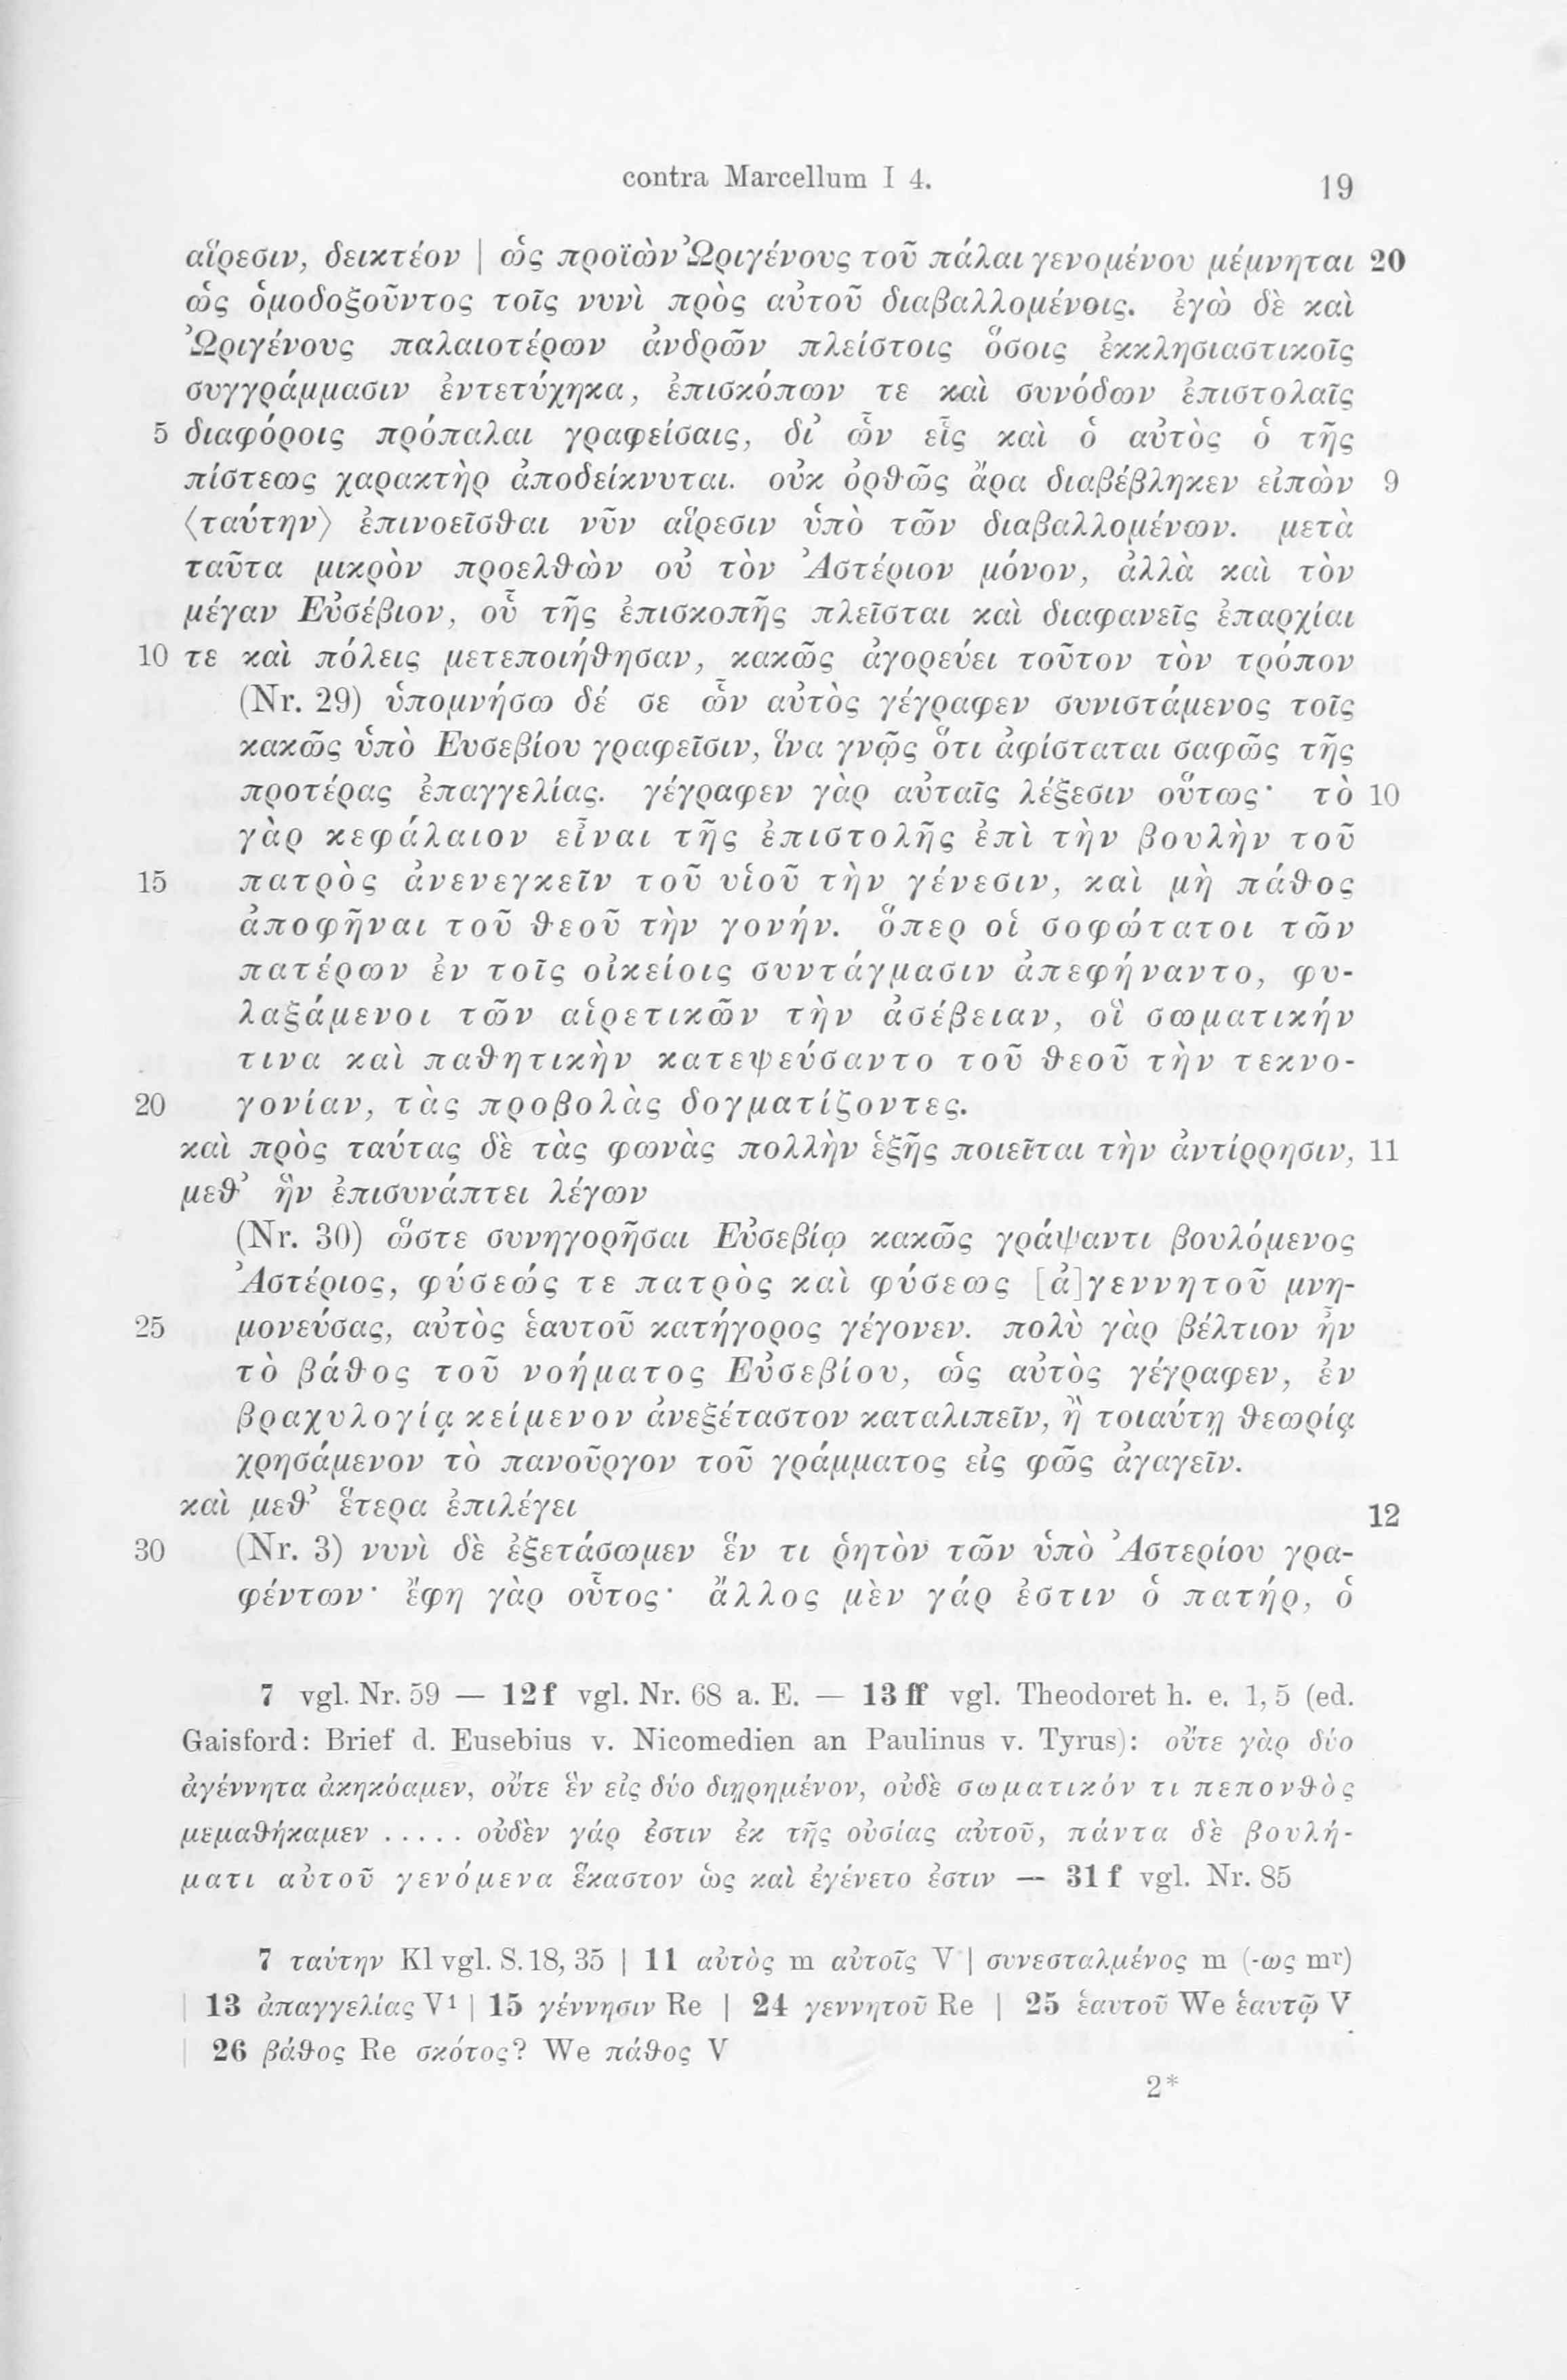 contra Marcellum I 4. 19
αἵρεσιν, δεικτέον | ὡς προϊὼν Ὠριγένους τοῦ πάλαι γενομένου μέμνηται 20
ὡς ὁμοδοξοῦντος τοῖς νυνὶ πρὸς αὐτοῦ διαβαλλομένοις. ἐγὼ δὲ καὶ
Ὠριγένους παλαιοτέρων ἀνδρῶν πλείστοις ὅσοις ἐκκλησιαστικοῖς
συγγράμμασιν ἐντετύχηκα, ἐπισκόπων τε καὶ συνόδων ἐπιστολαῖς
5 διαφόροις πρόπαλαι γραφείσαις, δι' ὧν εἷς καὶ ὁ αὐτὸς ὁ τῆς
πίστεως χαρακτὴρ ἀποδείκνυται. οὐκ ὀρθῶς ἄρα διαβέβληκεν εἰπὼν 9
⟨ταύτην⟩ ἐπινοεῖσθαι νῦν αἵρεσιν ὑπὸ τῶν διαβαλλομένων. μετὰ
ταῦτα μικρὸν προελθὼν οὐ τὸν Ἀστέριον μόνον, ἀλλὰ καὶ τὸν
μέγαν Εὐσέβιον, οὗ τῆς ἐπισκοπῆς πλεῖσται καὶ διαφανεῖς ἐπαρχίαι
10 τε καὶ πόλεις μετεποιήθησαν, κακῶς ἀγορεύει τοῦτον τὸν τρόπον
(Nr. 29) ὑπομνήσω δέ σε ὧν αὐτὸς γέγραφεν συνιστάμενος τοῖς
κακῶς ὑπὸ Ευσεβίου γραφεῖσιν, ἵνα γνῷς ὅτι ἀφίσταται σαφῶς τῆς
προτέρας ἐπαγγελίας. γέγραφεν γὰρ αὐταῖς λέξεσιν οὕτως· τὸ 10
γὰρ κεφάλαιον εἶναι τῆς ἐπιστολῆς ἐπὶ τὴν βουλὴν τοῦ
15 πατρὸς ἀνενεγκεῖν τοῦ υἱοῦ τὴν γένεσιν, καὶ μὴ πάθος
ἀποφῆναι τοῦ θεοῦ τὴν γονήν. ὅπερ οἱ σοφώτατοι τῶν
πατέρων ἐν τοῖς οἰκείοις συντάγμασιν ἀπεφήναντο, φυ-
λαξάμενοι τῶν αἱρετικῶν τὴν ἀσέβειαν, οἳ σωματικήν
τινα καὶ παθητικὴν κατεψεύσαντο τοῦ θεοῦ τὴν τεκνο-
20 γονίαν, τὰς προβολὰς δογματίζοντες.
καὶ πρὸς ταύτας δὲ τὰς φωνὰς πολλὴν ἑξῆς ποιεῖται τὴν ἀντίρρησιν, 11
μεθ' ἣν ἐπισυνάπτει λέγων
(Nr. 30) ὥστε συνηγορῆσαι Εὐσεβίῳ κακῶς γράψαντι βουλόμενος
Ἀστέριος, φύσεώς τε πατρὸς καὶ φύσεως [ἀ]γεννητοῦ μνη-
25 μονεύσας, αὐτὸς ἑαυτοῦ κατήγορος γέγονεν. πολὺ γὰρ βέλτιον ἦν
τὸ βάθος τοῦ νοήματος Εὐσεβίου, ὡς αὐτὸς γέγραφεν, ἐν
βραχυλογίᾳ κείμενον ἀνεξέταστον καταλιπεῖν, ἢ τοιαύτῃ θεωρίᾳ
χρησάμενον τὸ πανοῦργον τοῦ γράμματος εἰς φῶς ἀγαγεῖν.
καὶ μεθ' ἕτερα ἐπιλέγει 12
30 (Nr. 3) νυνὶ δὲ ἐξετάσωμεν ἕν τι ῥητὸν τῶν ὑπὸ Ἀστερίου γρα-
φέντων· ἔφη γὰρ οὗτος· ἄλλος μὲν γάρ ἐστιν ὁ πατήρ, ὁ
7 vgl. Nr. 59 — 12f vgl. Nr. 68 a. E. — 13 ff vgl. Theodoret h. e. 1, 5 (ed.
Gaisford: Brief d. Eusebius v. Nicomedien an Paulinus v. Tyrus): οὔτε γὰρ δύο
ἀγέννητα ἀκηκόαμεν, οὔτε ἓν εἰς δύο διῃρημένον, οὐδὲ σωματικόν τι πεπονθὸς
μεμαθήκαμεν ..... οὐδὲν γάρ ἐστιν ἐκ τῆς οὐσίας αὐτοῦ, πάντα δὲ βουλή-
ματι αὐτοῦ γενόμενα ἕκαστον ὡς καὶ ἐγένετο ἐστιν — 31 f vgl. Nr. 85
7 ταύτην Kl vgl. S. 18, 35 | 11 αὐτὸς m αὐτοῖς V | συνεσταλμένος m (-ως mʳ)
| 13 ἀπαγγελίας V¹ | 15 γέννησιν Re | 24 γεννητοῦ Re | 25 ἑαυτοῦ We ἑαυτῷ V
| 26 βάθος Re σκότος? We πάθος V
2*